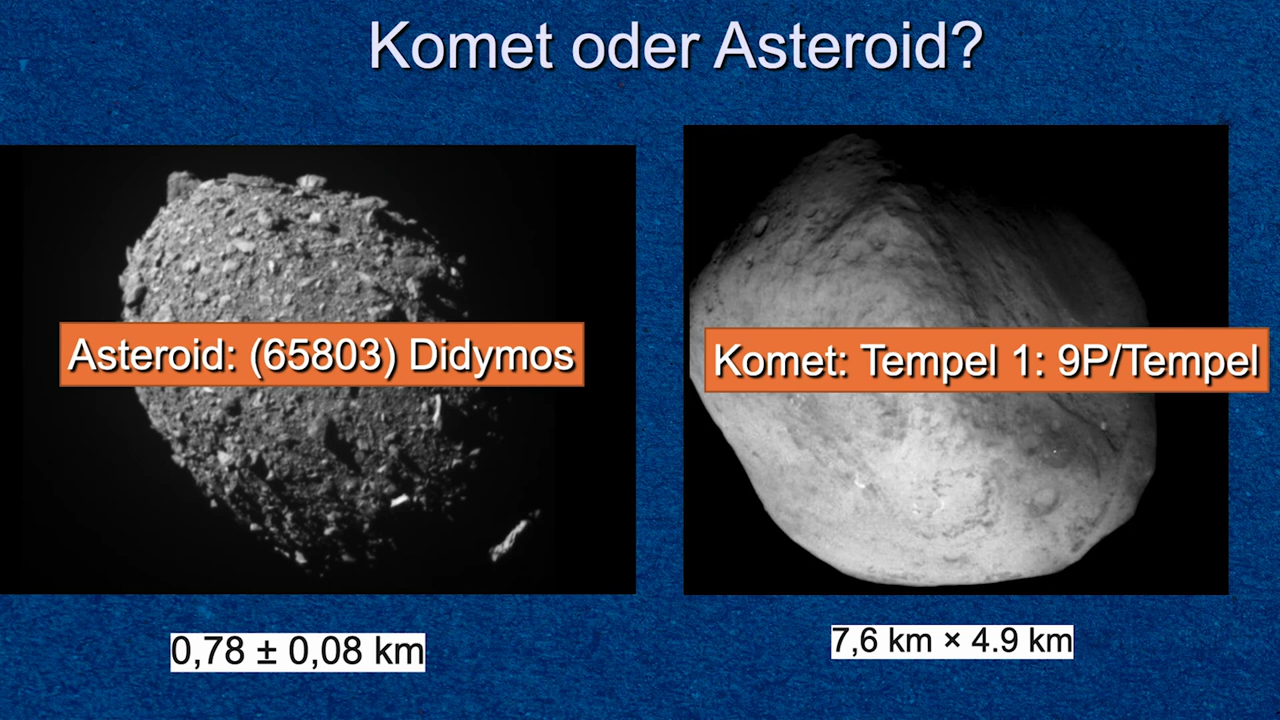 Komet oder Asteroid?
Asteroid: (65803) Didymos
Komet: Tempel 1: 9P/Tempel
0,78 ± 0,08 km
7,6 km × 4.9 km